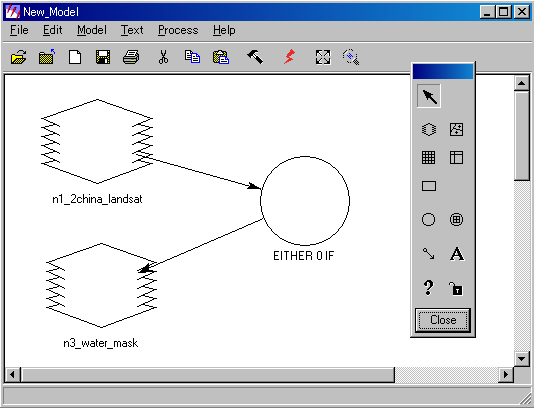 New_Model
File Edit Model Text Process Help
n1_2china_landsat
EITHER 0 IF
n3_water_mask
A
?
Close